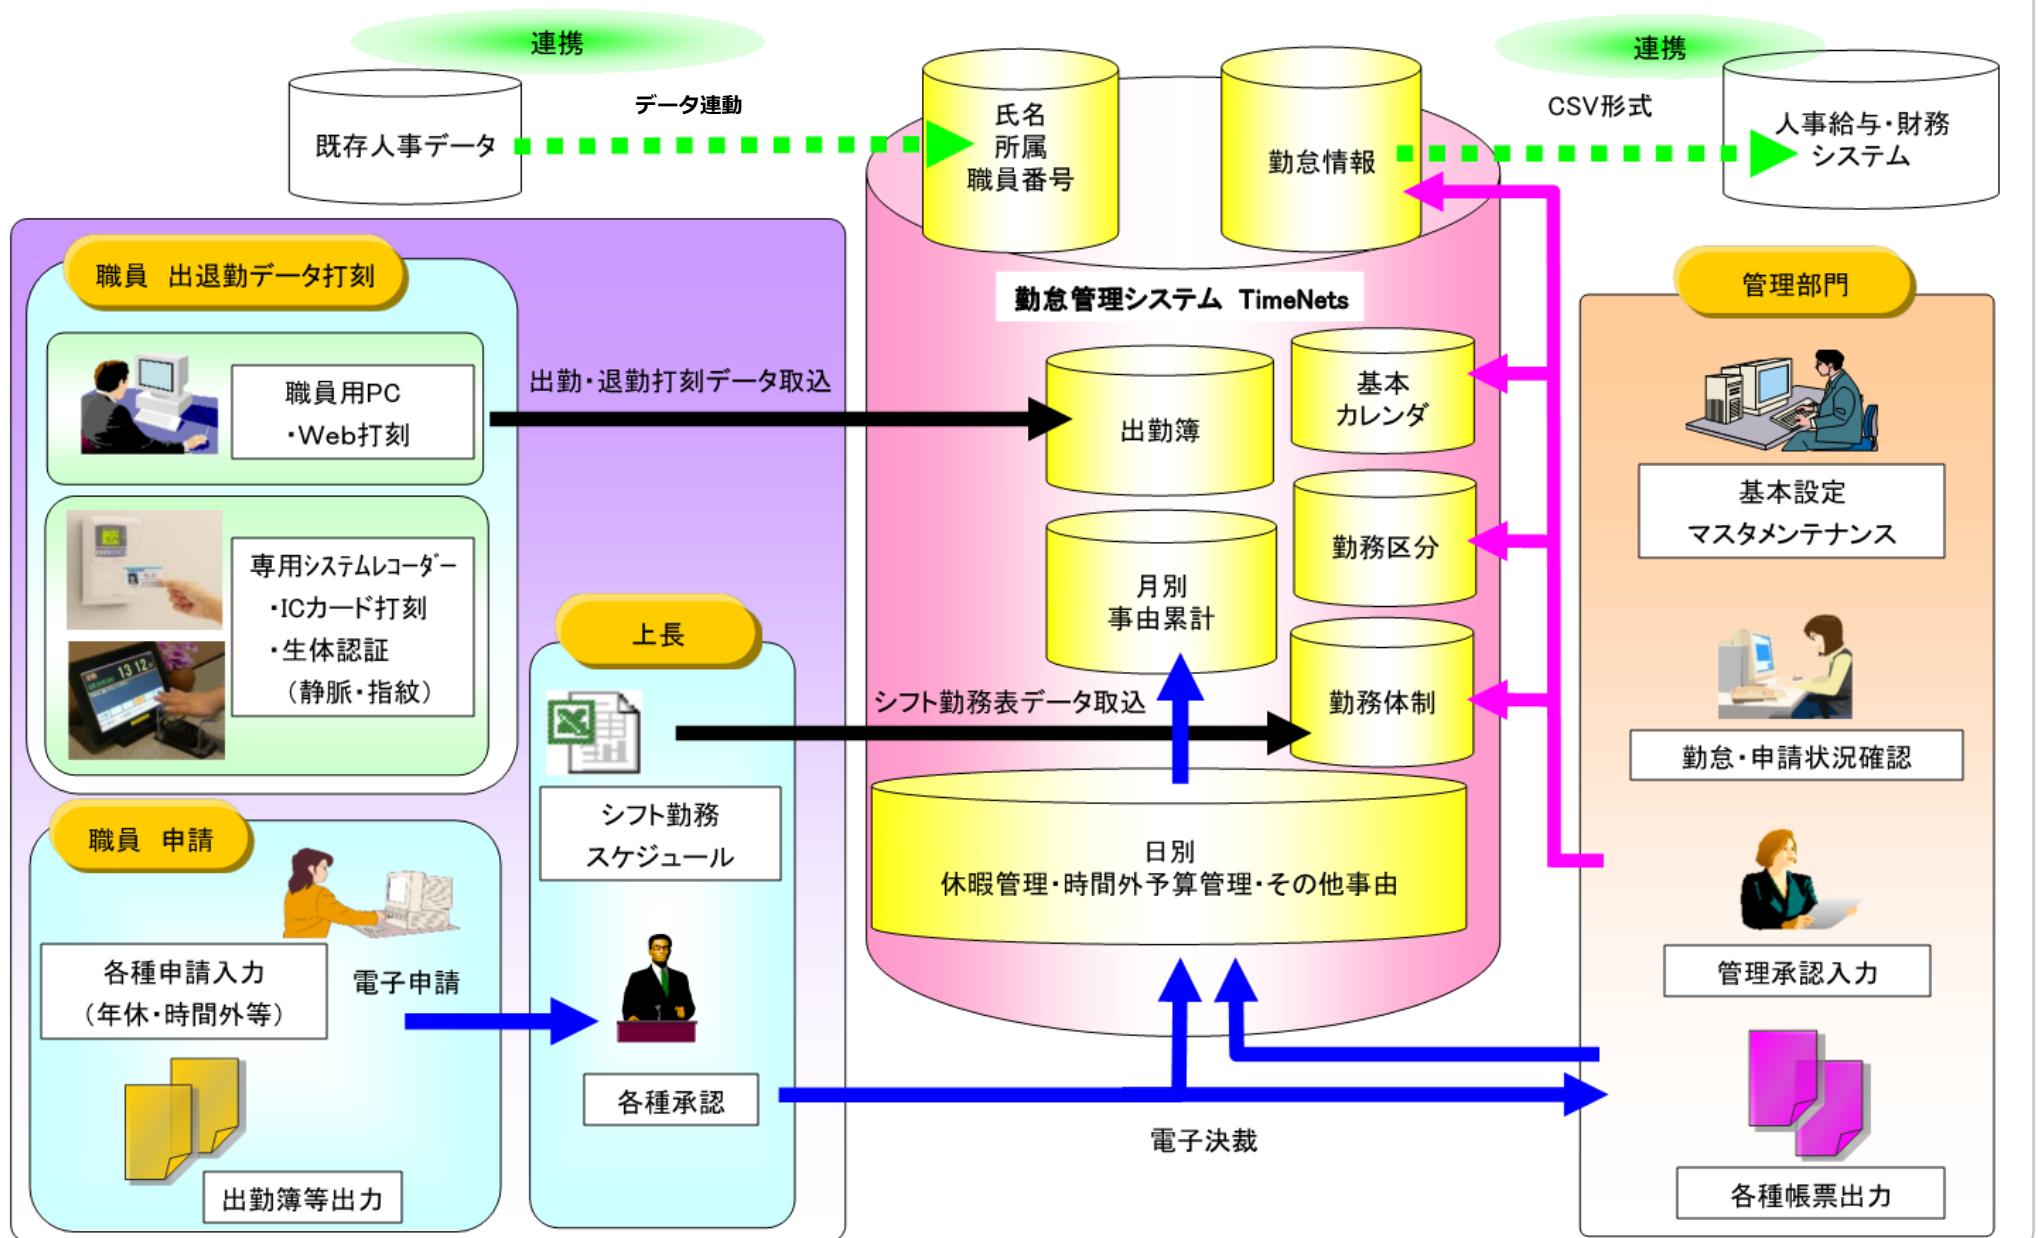 連携
連携
データ連動
CSV形式
既存人事データ
氏名
所属
職員番号
勤怠情報
人事給与・財務
システム
職員 出退勤データ打刻
職員用PC
・Web打刻
専用システムレコーダー
・ICカード打刻
・生体認証
（静脈・指紋）
出勤・退勤打刻データ取込
勤怠管理システム TimeNets
出勤簿
基本
カレンダ
月別
事由累計
勤務区分
シフト勤務表データ取込
勤務体制
日別
休暇管理・時間外予算管理・その他事由
上長
シフト勤務
スケジュール
各種承認
職員 申請
各種申請入力
（年休・時間外等）
電子申請
出勤簿等出力
電子決裁
管理部門
基本設定
マスタメンテナンス
勤怠・申請状況確認
管理承認入力
各種帳票出力
13 12